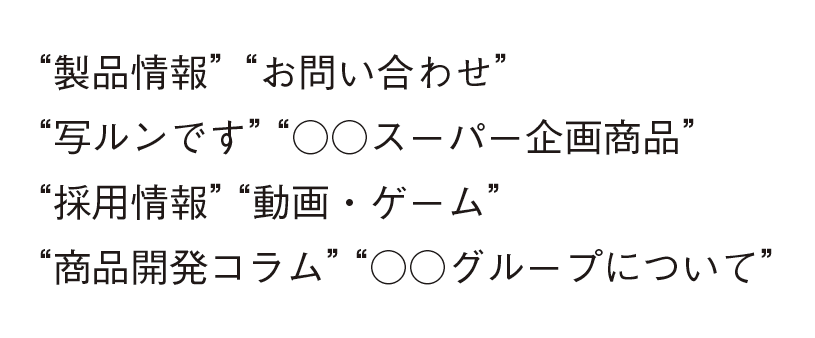 “製品情報” “お問い合わせ”
“写ルンです” “○○スーパー企画商品”
“採用情報” “動画・ゲーム”
“商品開発コラム” “○○グループについて”